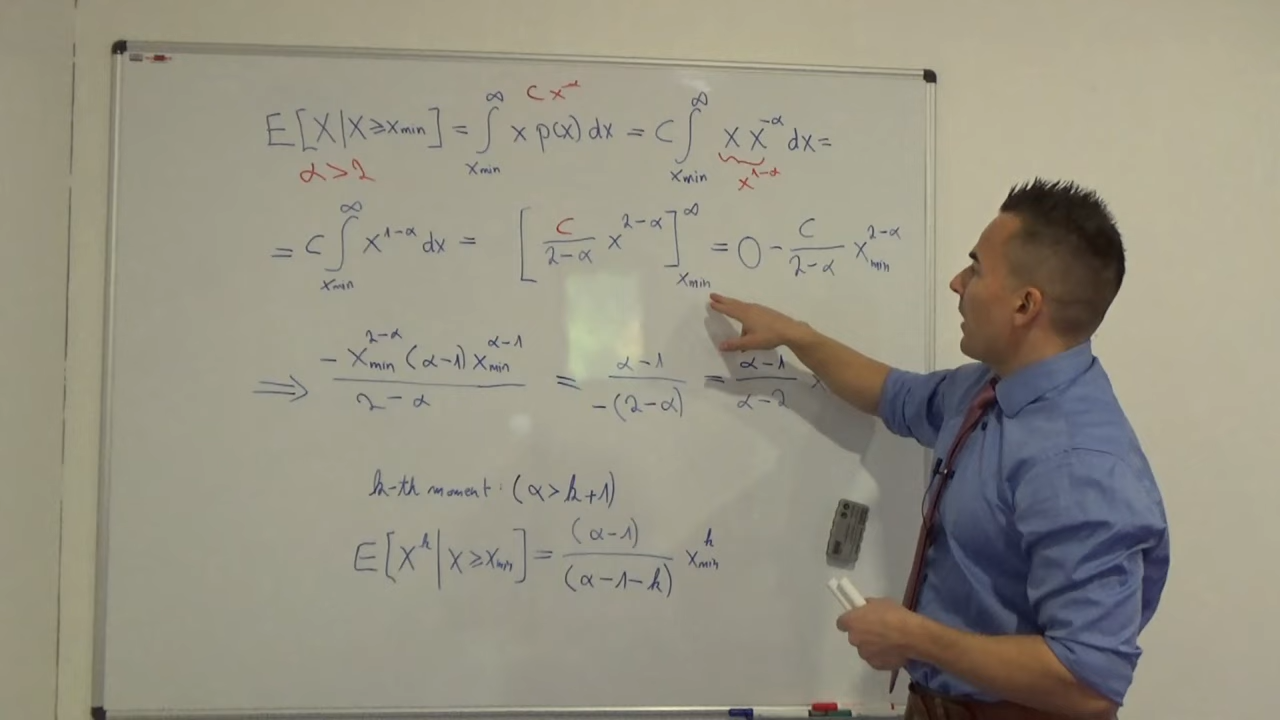 E[X|X≥x_min] = ∫_{x_min}^{∞} x p(x) dx = C ∫_{x_min}^{∞} x x^{-α} dx =
C x^{-α}
α>2
x^{1-α}
= C ∫_{x_min}^{∞} x^{1-α} dx = [C/(2-α) x^{2-α}]_{x_min}^{∞} = 0 - C/(2-α) x_min^{2-α}
⟹ -x_min^{2-α} (α-1) x_min^{α-1} / (2-α) = (α-1)/(-(2-α)) = (α-1)/(α-2)
k-th moment: (α>k+1)
E[X^k|X≥x_min] = (α-1)/(α-1-k) x_min^k